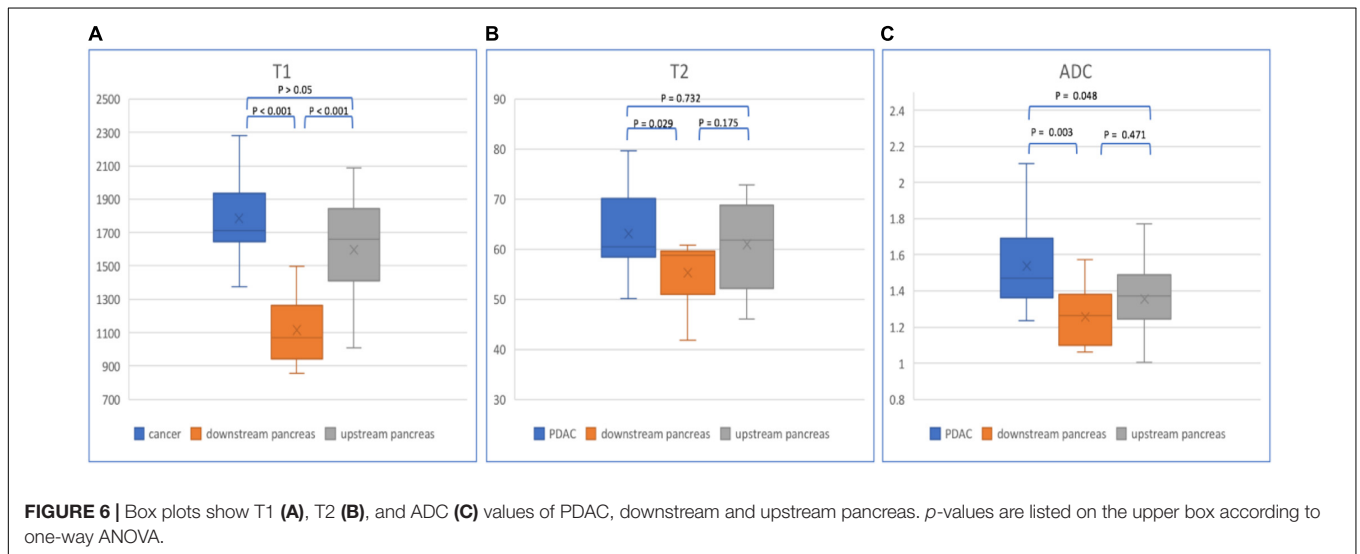 A
T1
P > 0.05
P < 0.001 P < 0.001
2500
2300
2100
1900
1700
1500
1300
1100
900
700
cancer downstream pancreas upstream pancreas
B
T2
P = 0.732
P = 0.029 P = 0.175
90
80
70
60
50
40
30
PDAC downstream pancreas upstream pancreas
C
ADC
P = 0.048
P = 0.003 P = 0.471
2.4
2.2
2
1.8
1.6
1.4
1.2
1
0.8
PDAC downstream pancreas upstream pancreas
FIGURE 6 | Box plots show T1 (A), T2 (B), and ADC (C) values of PDAC, downstream and upstream pancreas. p-values are listed on the upper box according to
one-way ANOVA.